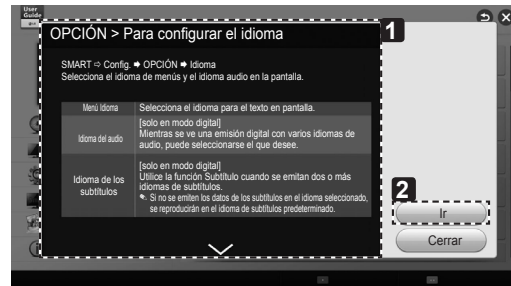 User
Guide
OPCIÓN > Para configurar el idioma
1
SMART ⇨ Config. ➡ OPCIÓN ➡ Idioma
Selecciona el idioma de menús y el idioma audio en la pantalla.
Menú Idioma
Selecciona el idioma para el texto en pantalla.
Idioma del audio
[solo en modo digital]
Mientras se ve una emisión digital con varios idiomas de
audio, puede seleccionarse el que desee.
Idioma de los
subtítulos
[solo en modo digital]
Utilice la función Subtítulo cuando se emitan dos o más
idiomas de subtítulos.
Si no se emiten los datos de los subtítulos en el idioma seleccionado,
se reproducirán en el idioma de subtítulos predeterminado.
2
Ir
Cerrar